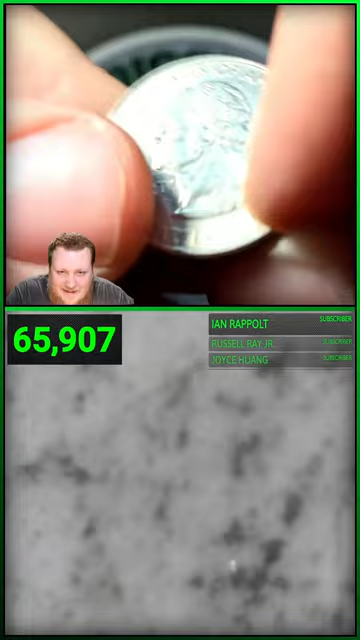 65,907
IAN RAPPOLT
SUBSCRIBER
RUSSELL RAY JR.
SUBSCRIBER
JOYCE HUANG
SUBSCRIBER